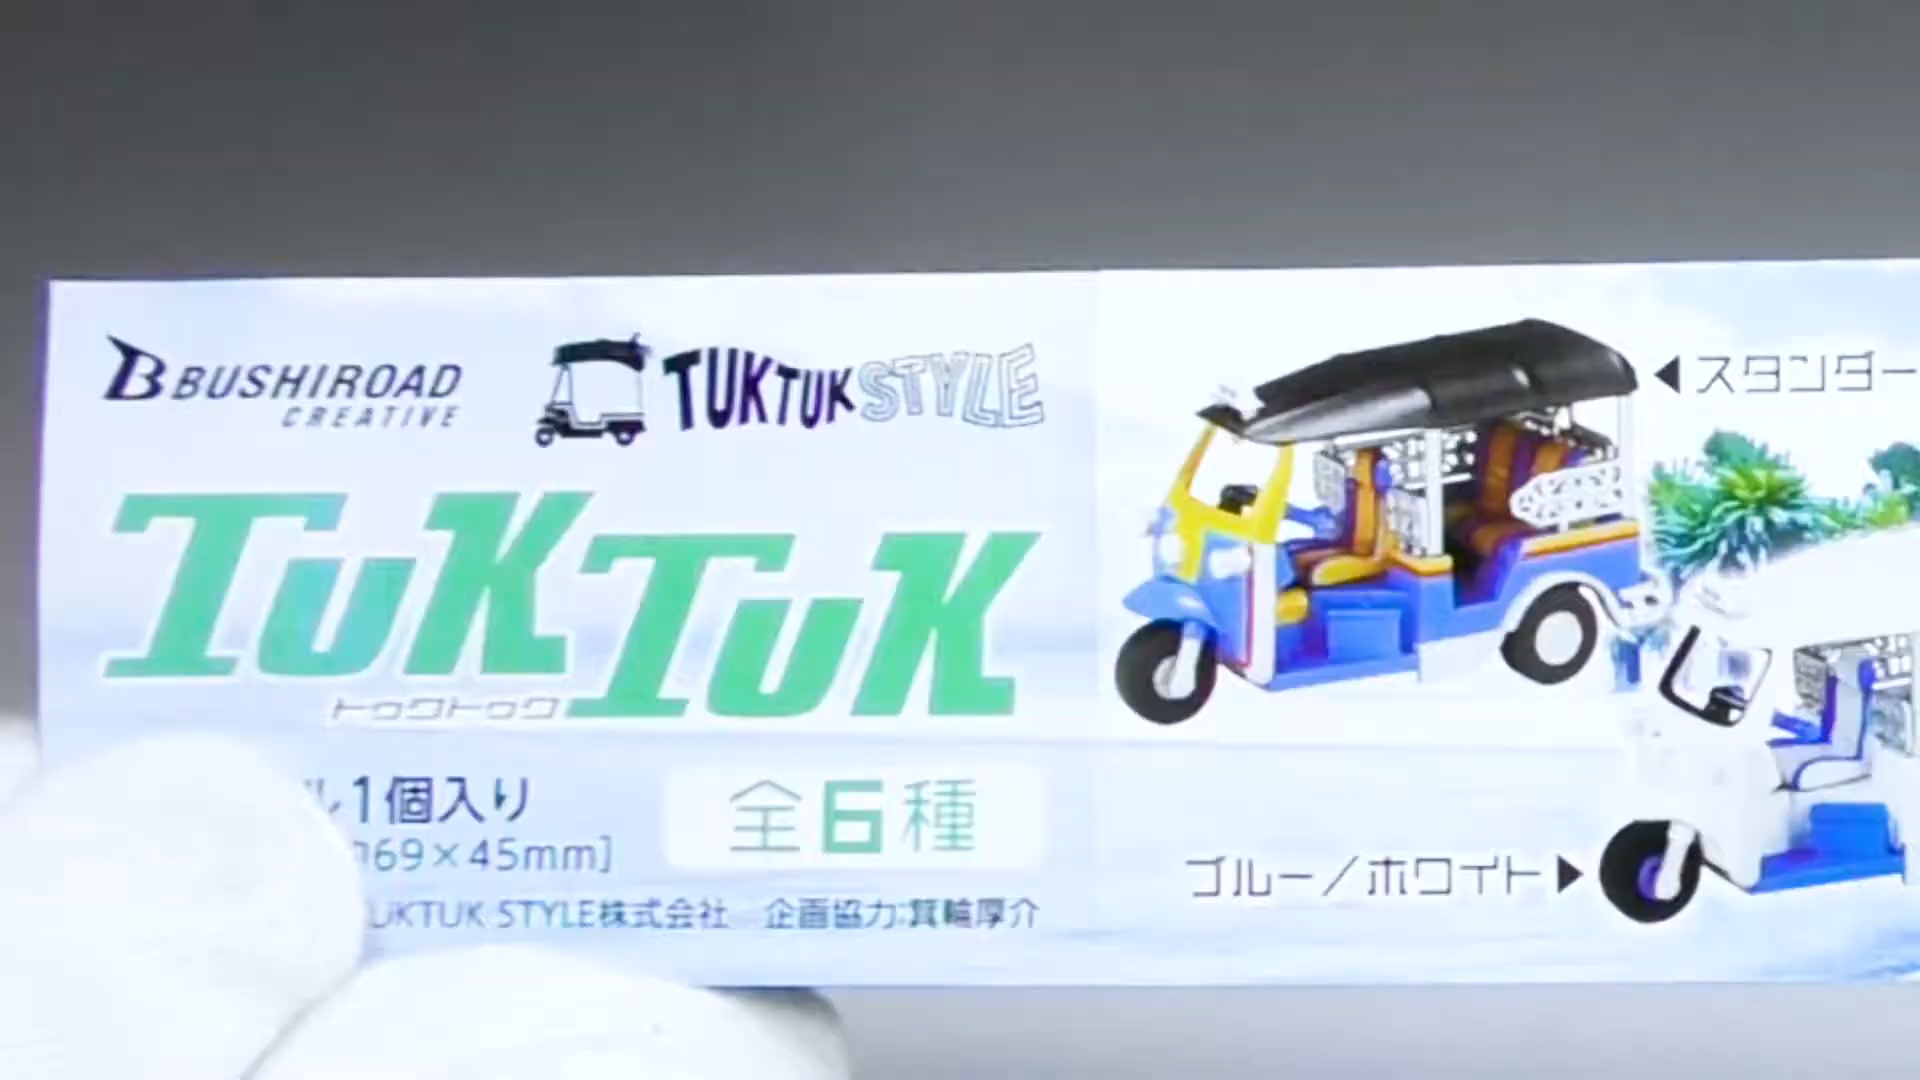 BUSHIROAD
CREATIVE
TUKTUK STYLE
TUKTUK
トゥクトゥク
1個入り
69×45mm]
UKTUK STYLE株式会社 企画協力:箕輪厚介
全6種
◀スタンダー
ブルー/ホワイト▶